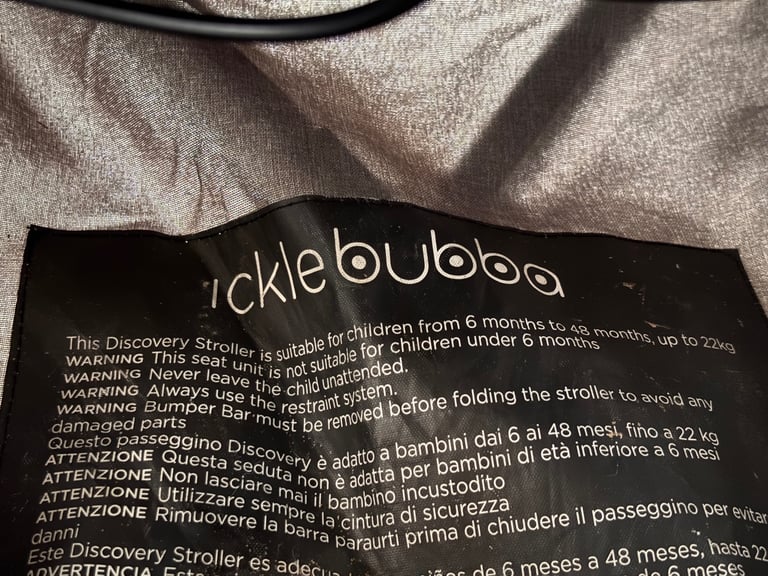 ickle bubba
This Discovery Stroller is suitable for children from 6 months to 48 months, up to 22kg
WARNING This seat unit is not suitable for children under 6 months
WARNING Never leave the child unattended.
WARNING Always use the restraint system.
WARNING Bumper Bar must be removed before folding the stroller to avoid any
damaged parts
Questo passeggino Discovery è adatto a bambini dai 6 ai 48 mesi, fino a 22 kg
ATTENZIONE Questa seduta non è adatta per bambini di età inferiore a 6 mesi
ATTENZIONE Non lasciare mai il bambino incustodito
ATTENZIONE Utilizzare sempre la cintura di sicurezza
ATTENZIONE Rimuovere la barra paraurti prima di chiudere il passeggino per evitar
danni
Este Discovery Stroller es de 6 meses a 48 meses, hasta 22
ADVERTENCIA de 6 meses